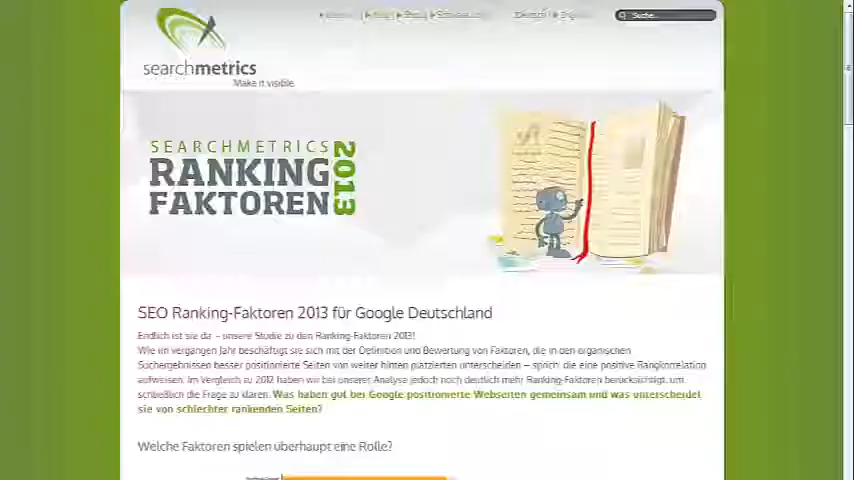 Deutsch
Suche...
searchmetrics
Make it visible.
SEARCHMETRICS
RANKING
FAKTOREN
2013
SEO Ranking-Faktoren 2013 für Google Deutschland
Endlich ist sie da – unsere Studie zu den Ranking-Faktoren 2013!
Wie im vergangen Jahr beschäftigt sie sich mit der Definition und Bewertung von Faktoren, die in den organischen
Suchergebnissen besser positionierte Seiten von weiter hinten platzierten unterscheiden – sprich: die eine positive Rangkorrelation
aufweisen. Im Vergleich zu 2012 haben wir bei unserer Analyse jedoch noch deutlich mehr Ranking-Faktoren berücksichtigt, um
schließlich die Frage zu klären: Was haben gut bei Google positionierte Webseiten gemeinsam und was unterscheidet
sie von schlechter rankenden Seiten?
Welche Faktoren spielen überhaupt eine Rolle?